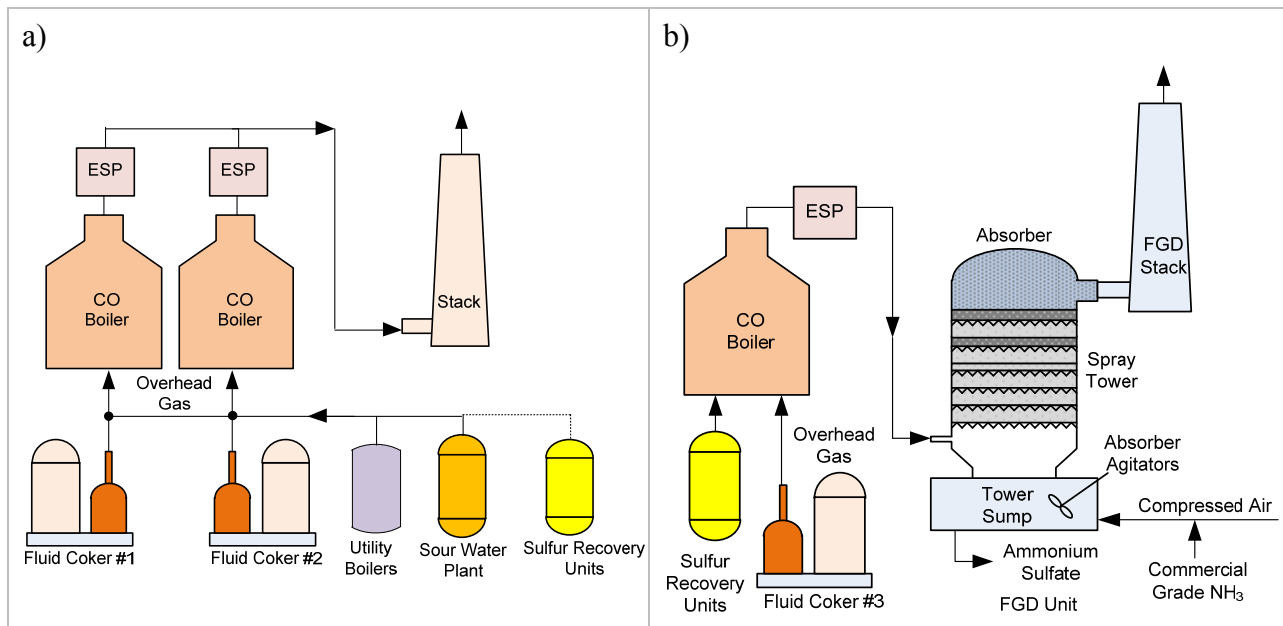 a)
ESP
ESP
CO
Boiler
CO
Boiler
Stack
Overhead
Gas
Fluid Coker #1
Fluid Coker #2
Utility
Boilers
Sour Water
Plant
Sulfur Recovery
Units
b)
ESP
Absorber
FGD
Stack
CO
Boiler
Spray
Tower
Overhead
Gas
Absorber
Agitators
Tower
Sump
Compressed Air
Sulfur
Recovery
Units
Fluid Coker #3
Ammonium
Sulfate
Commercial
Grade NH₃
FGD Unit